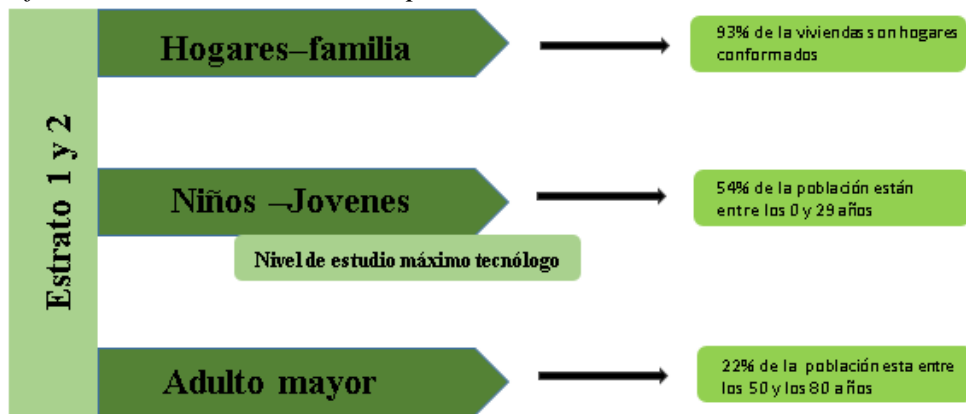 Estrato 1 y 2
Hogares–familia
93% de la viviendas son hogares
conformados
Niños –Jovenes
54% de la población están
entre los 0 y 29 años
Nivel de estudio máximo tecnólogo
Adulto mayor
22% de la población esta entre
los 50 y los 80 años